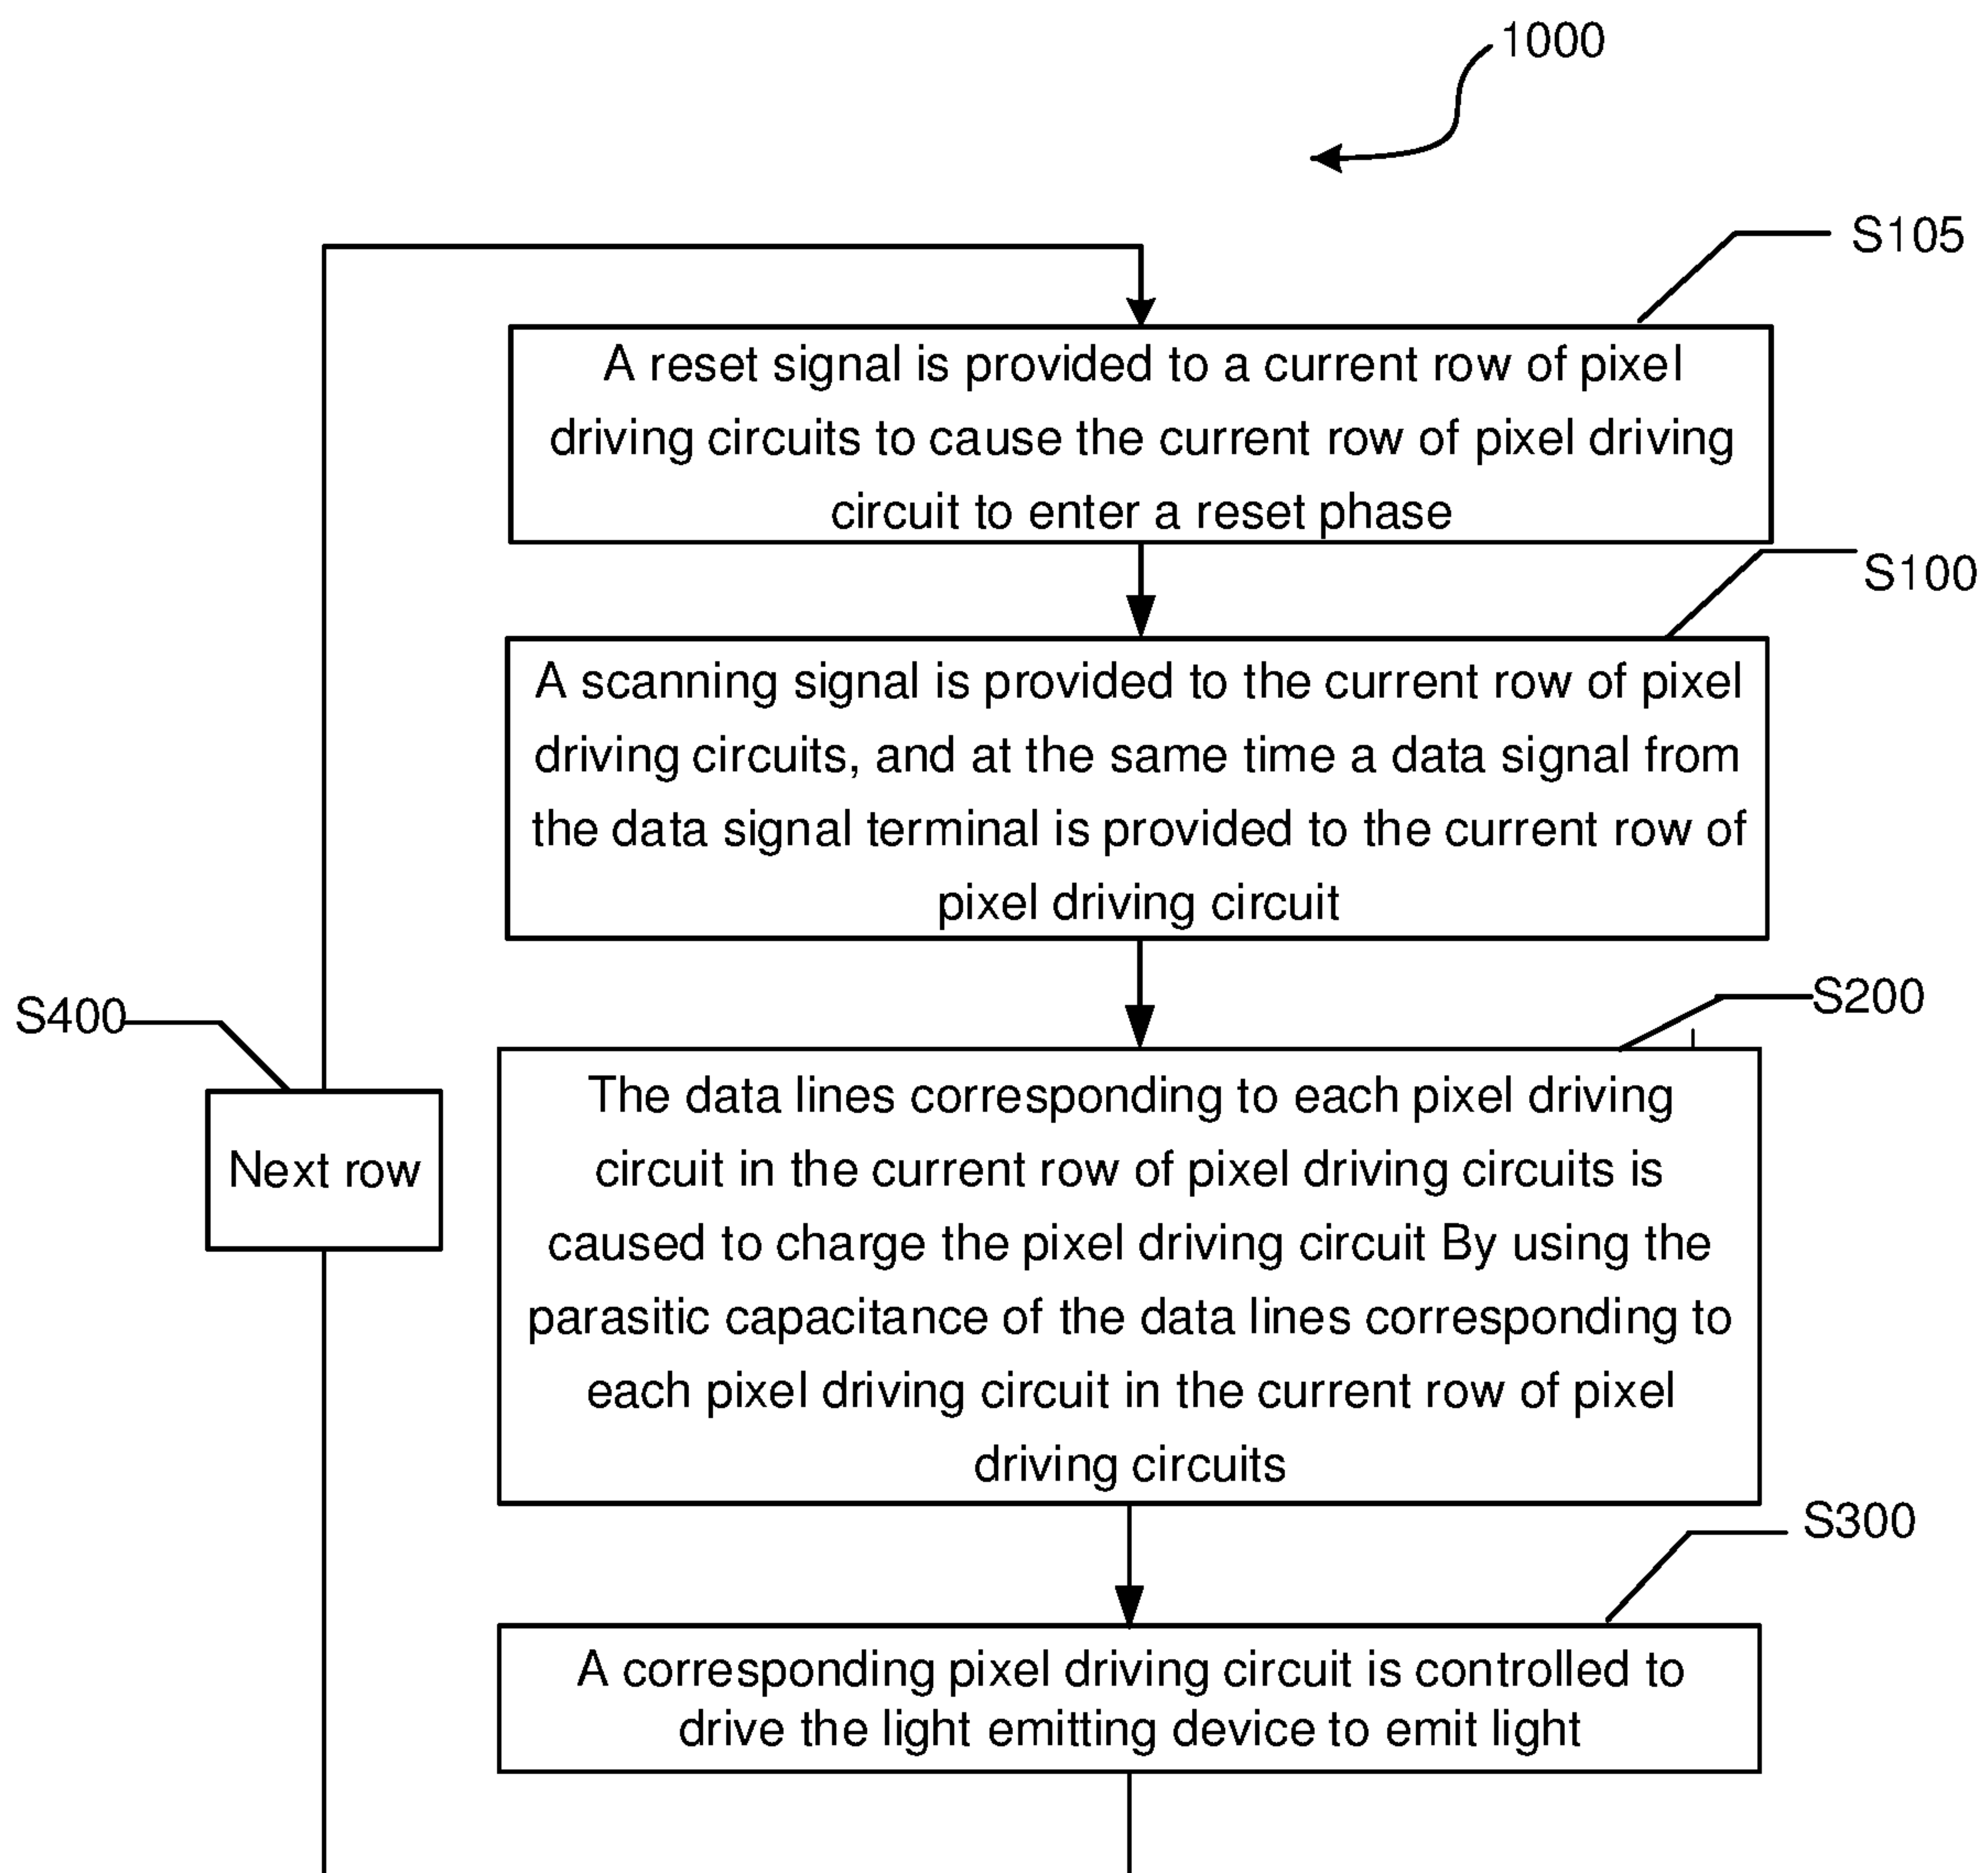 1000
S105
A reset signal is provided to a current row of pixel
driving circuits to cause the current row of pixel driving
circuit to enter a reset phase
S100
A scanning signal is provided to the current row of pixel
driving circuits, and at the same time a data signal from
the data signal terminal is provided to the current row of
pixel driving circuit
S400
Next row
S200
The data lines corresponding to each pixel driving
circuit in the current row of pixel driving circuits is
caused to charge the pixel driving circuit By using the
parasitic capacitance of the data lines corresponding to
each pixel driving circuit in the current row of pixel
driving circuits
S300
A corresponding pixel driving circuit is controlled to
drive the light emitting device to emit light